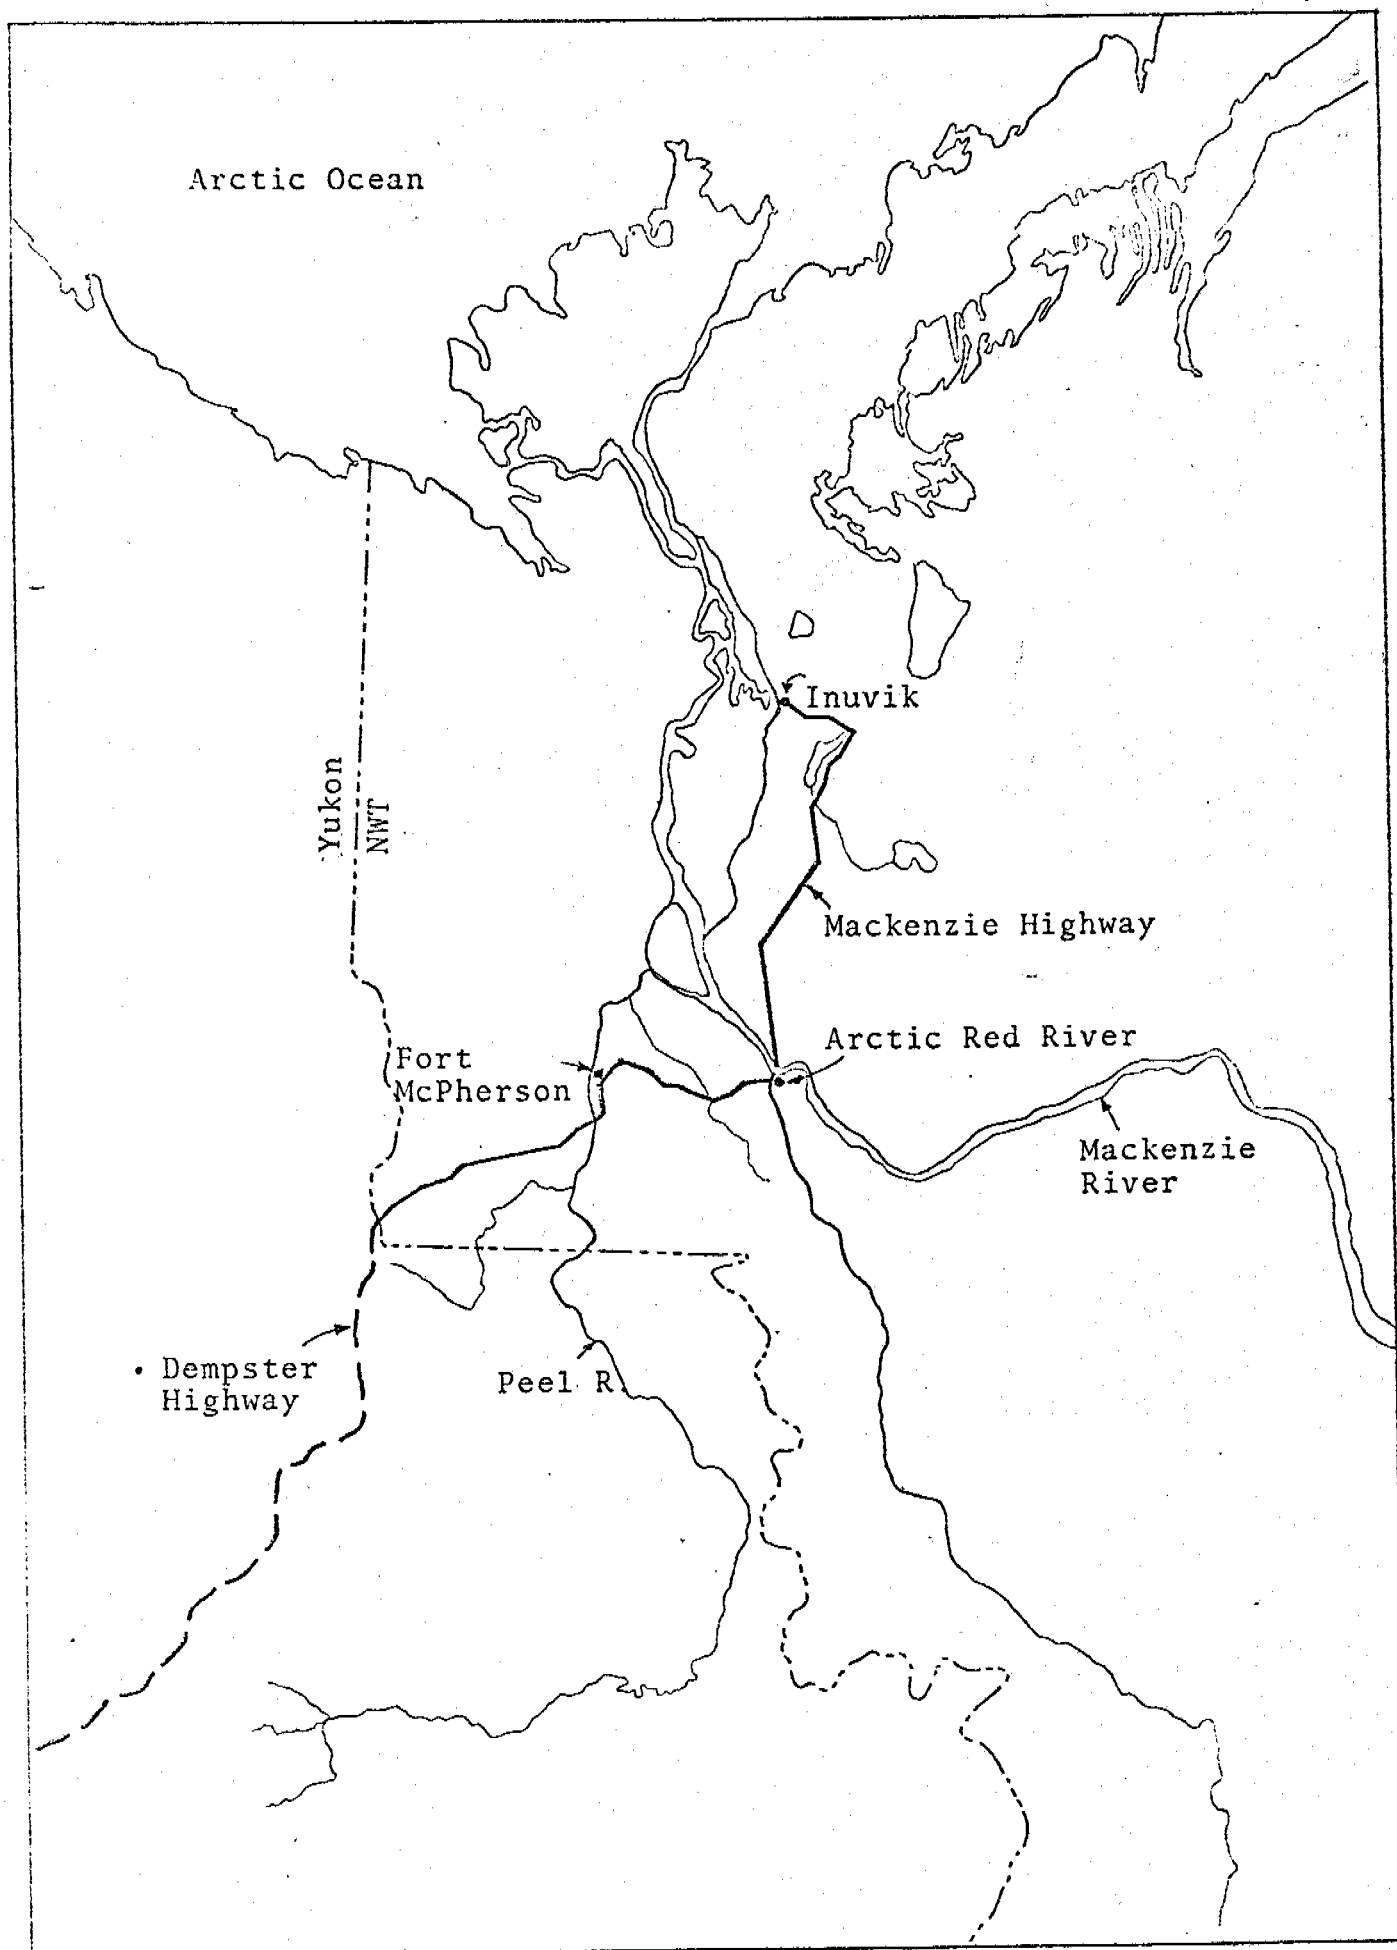 Arctic Ocean
Inuvik
Yukon
NWT
Mackenzie Highway
Arctic Red River
Fort
McPherson
Mackenzie
River
Dempster
Highway
Peel R.